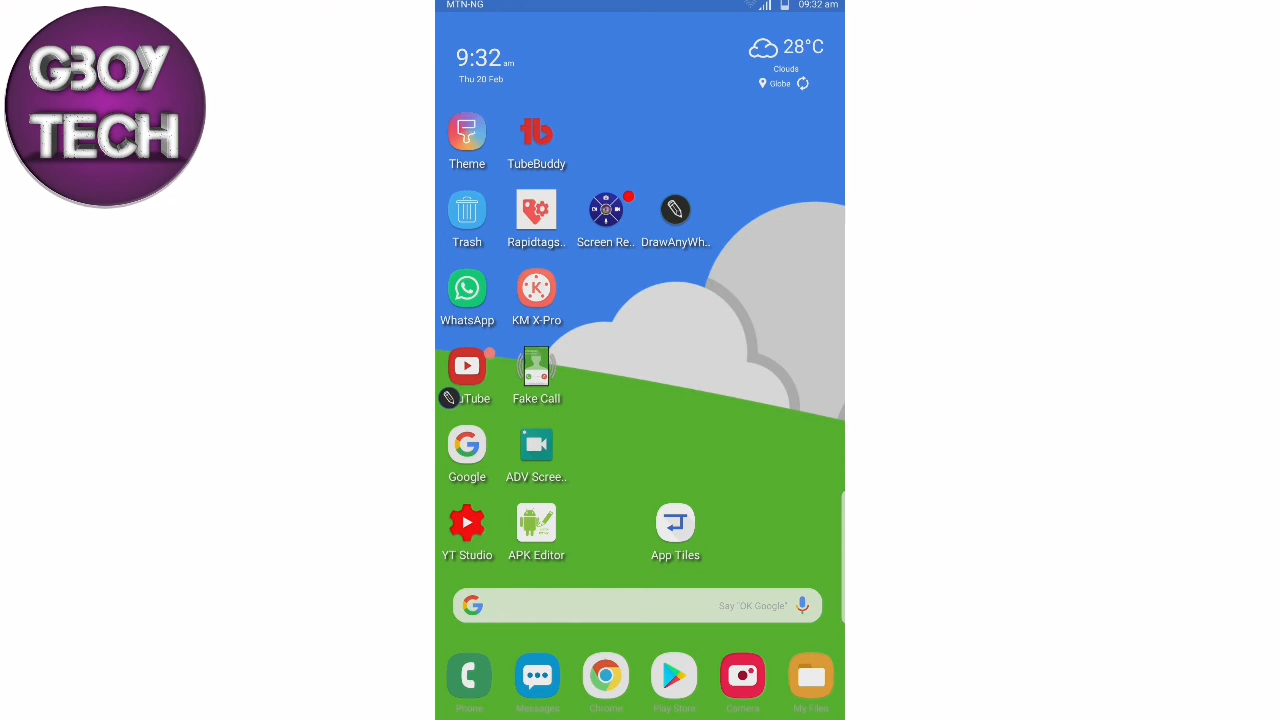 GBOY
TECH
MTN-NG
09:32 am
9:32 am
Thu 20 Feb
28°C
Clouds
Globe
Theme
TubeBuddy
Trash
Rapidtags..
Screen Re..
DrawAnyWh..
WhatsApp
KM X-Pro
uTube
Fake Call
Google
ADV Scree..
YT Studio
APK Editor
App Tiles
Say "OK Google"
Phone
Messages
Chrome
Play Store
Camera
My Files